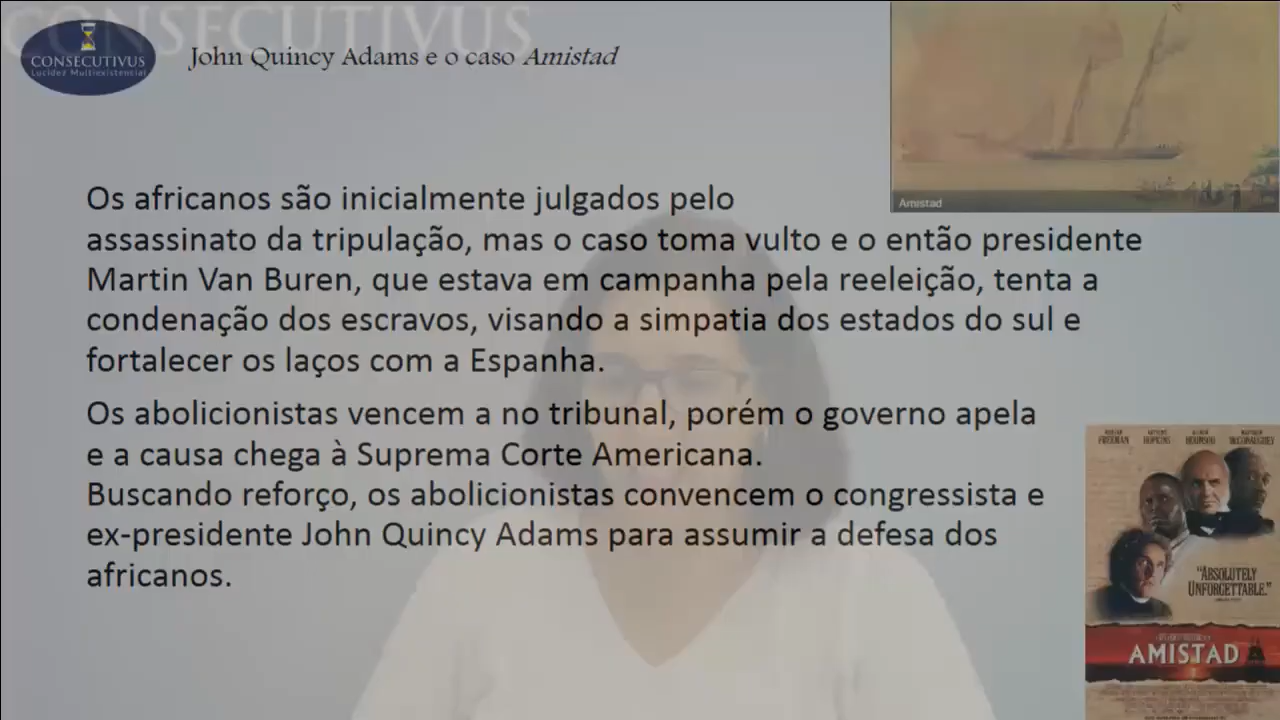 CONSECUTIVUS
CONSECUTIVUS
Lucidez Multiexistencial
John Quincy Adams e o caso Amistad
Amistad
Os africanos são inicialmente julgados pelo
assassinato da tripulação, mas o caso toma vulto e o então presidente
Martin Van Buren, que estava em campanha pela reeleição, tenta a
condenação dos escravos, visando a simpatia dos estados do sul e
fortalecer os laços com a Espanha.
Os abolicionistas vencem a no tribunal, porém o governo apela
e a causa chega à Suprema Corte Americana.
Buscando reforço, os abolicionistas convencem o congressista e
ex-presidente John Quincy Adams para assumir a defesa dos
africanos.
FREEMAN HOPKINS HOUNSOU McCONAUGHEY
"ABSOLUTELY
UNFORGETTABLE."
AMISTAD